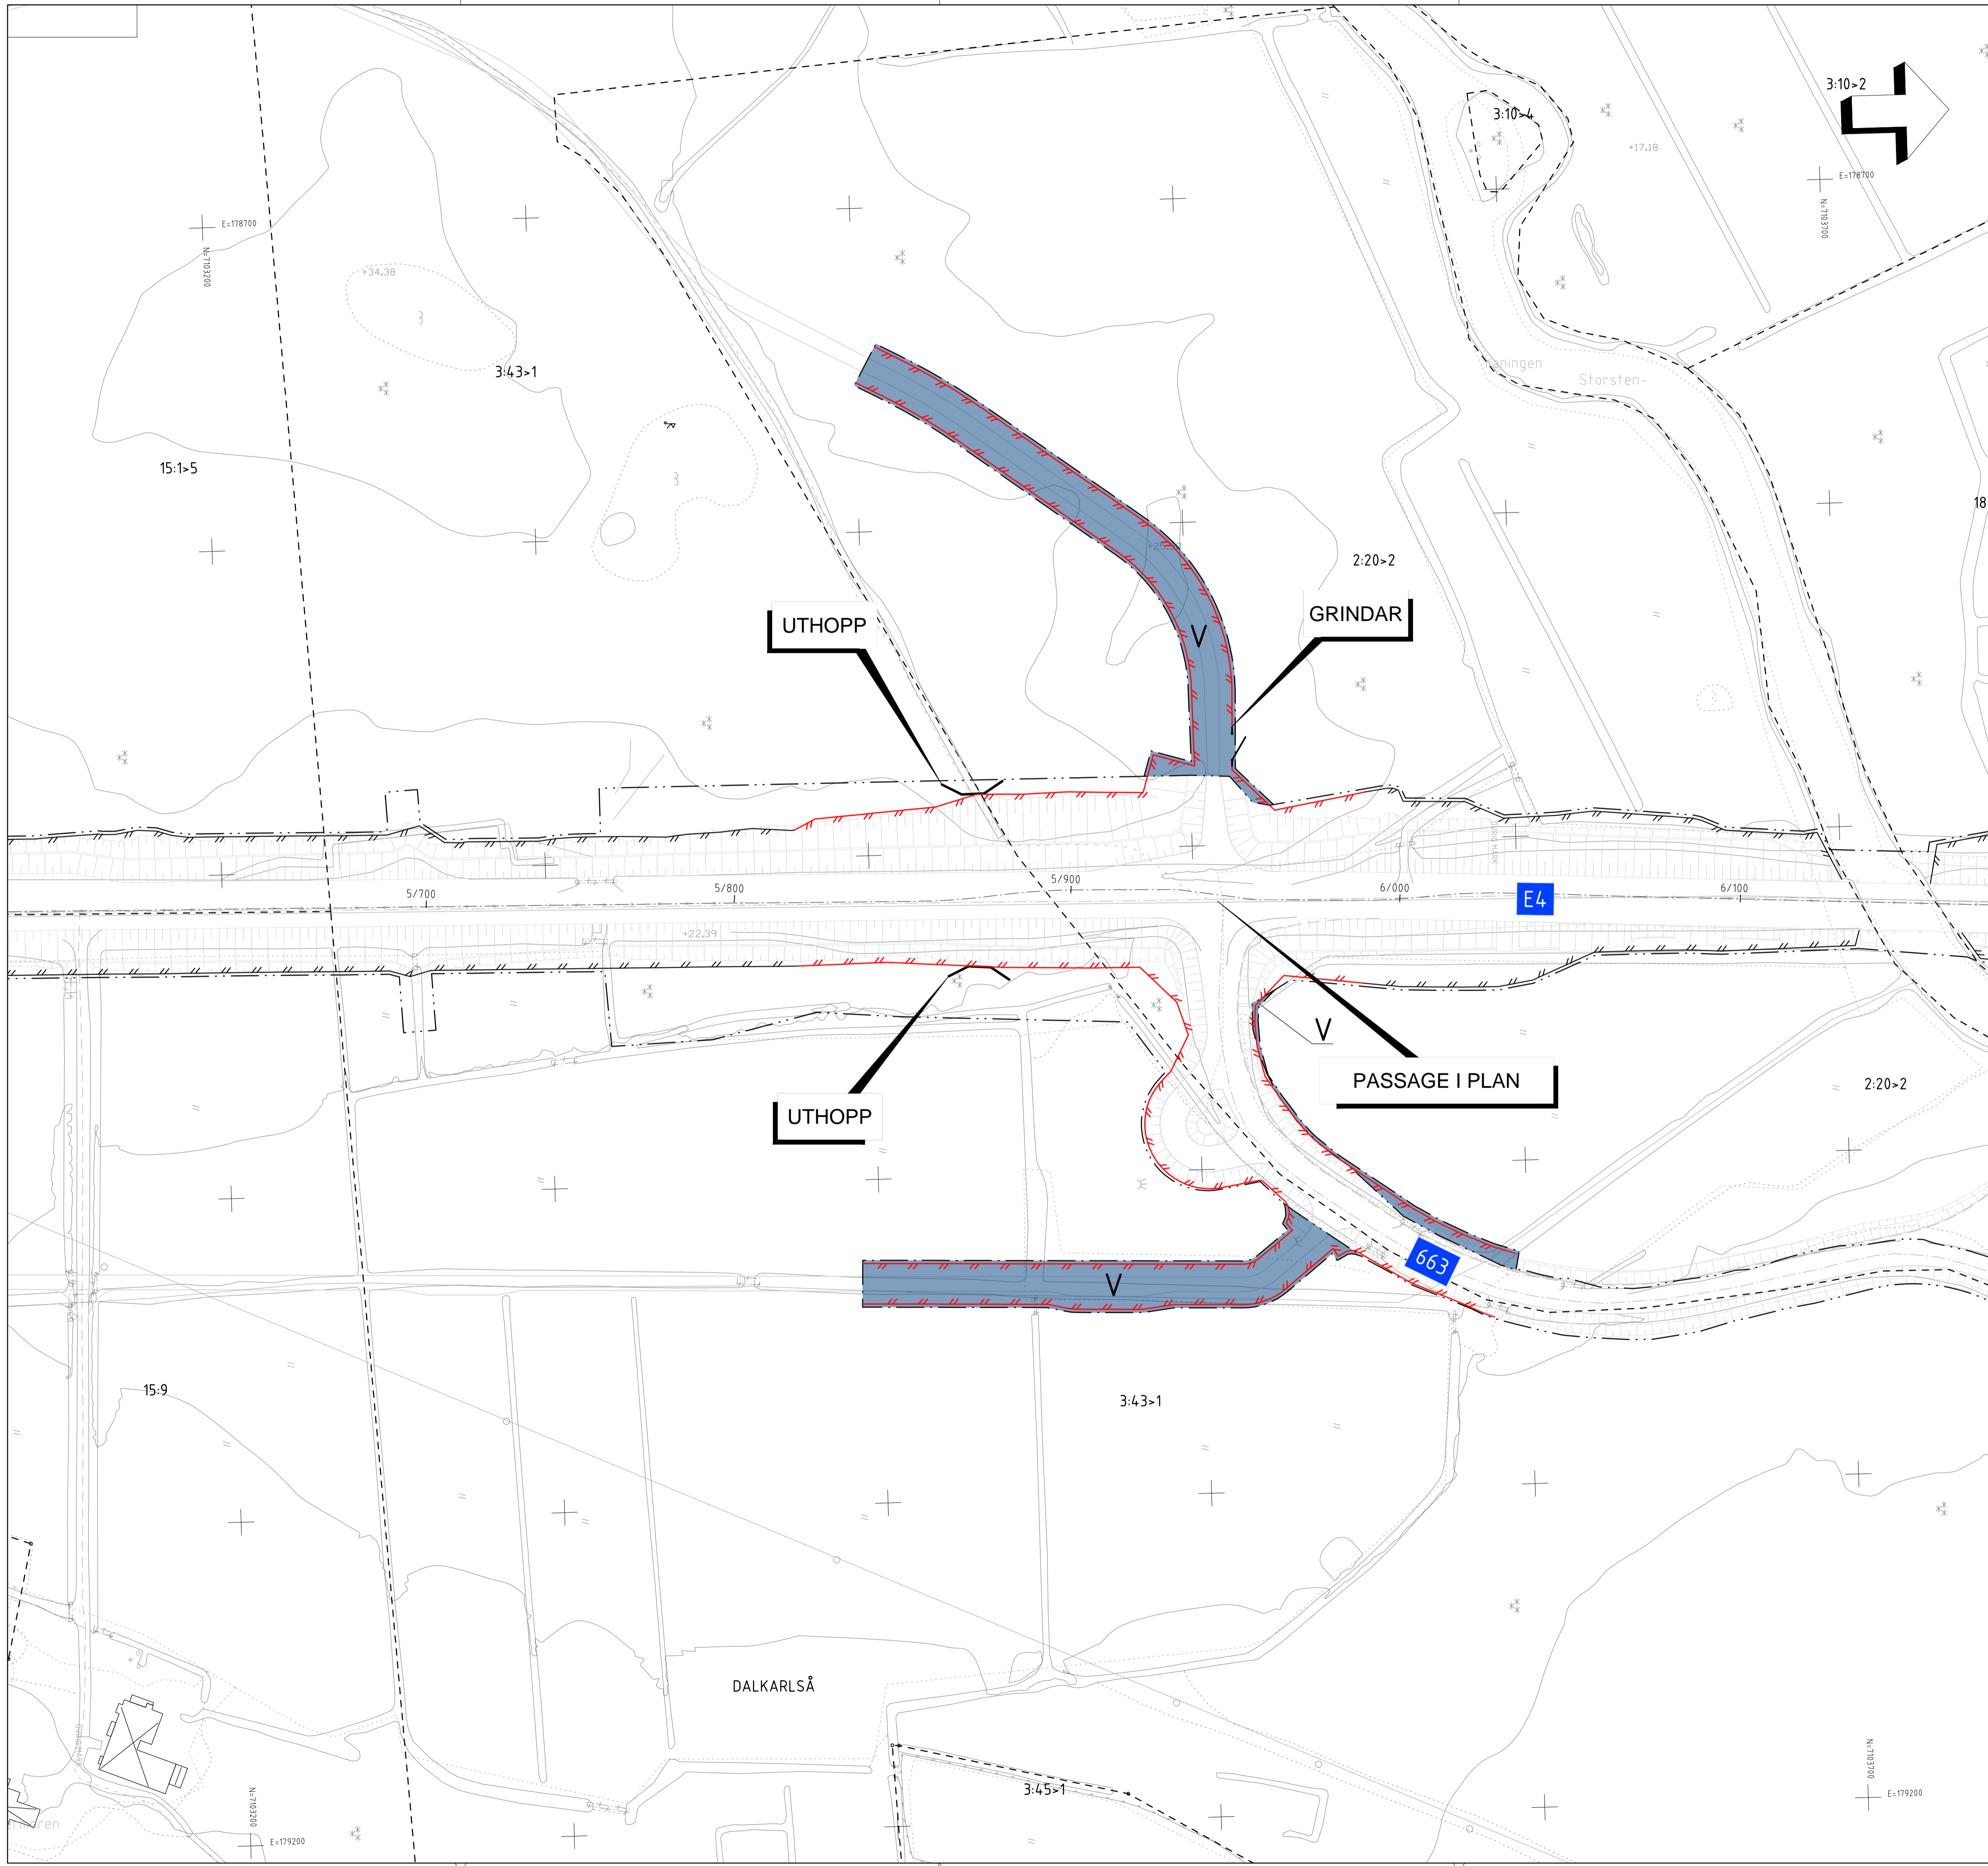 3:10>2
3:10>4
+17.18
E=178700
N=7103700
E=178700
N=7103200
+34.38
3:43>1
Storsten-
15:1>5
18
2:20>2
UTHOPP
GRINDAR
V
5/700
5/800
5/900
6/000
6/100
E4
+22.39
V
PASSAGE I PLAN
2:20>2
UTHOPP
663
V
15:9
3:43>1
DALKARLSÅ
3:45>1
N=7103700
E=179200
N=7103200
E=179200